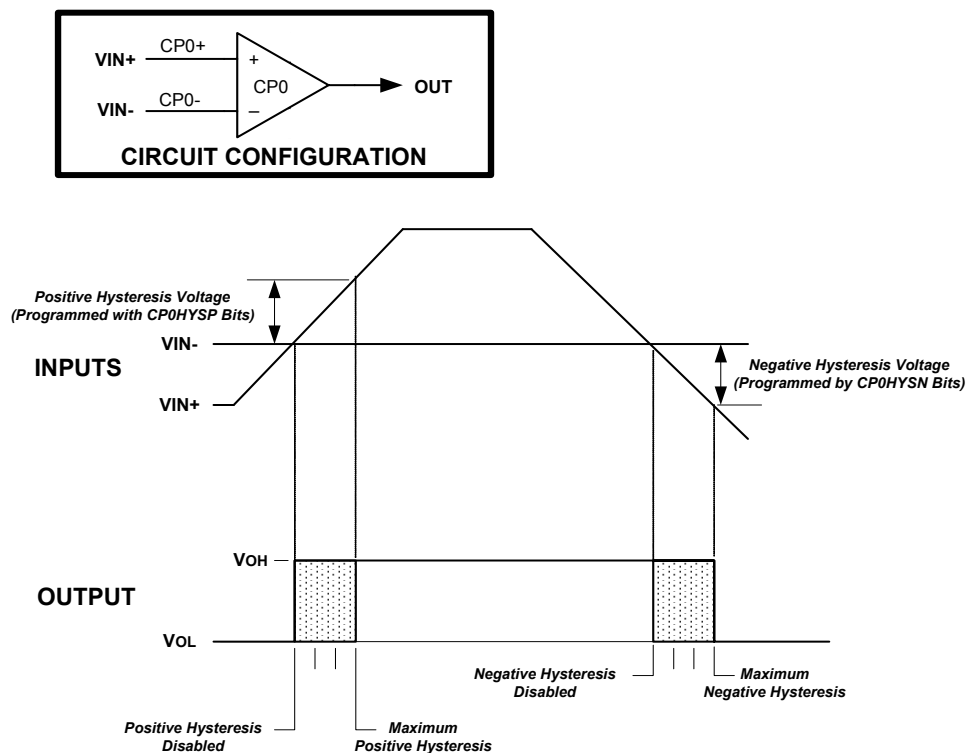 VIN+
CP0+
+
CP0
OUT
VIN-
CP0-
–
CIRCUIT CONFIGURATION
Positive Hysteresis Voltage
(Programmed with CP0HYSP Bits)
VIN-
INPUTS
Negative Hysteresis Voltage
(Programmed by CP0HYSN Bits)
VIN+
VOH
OUTPUT
VOL
Negative Hysteresis
Disabled
Maximum
Negative Hysteresis
Positive Hysteresis
Disabled
Maximum
Positive Hysteresis